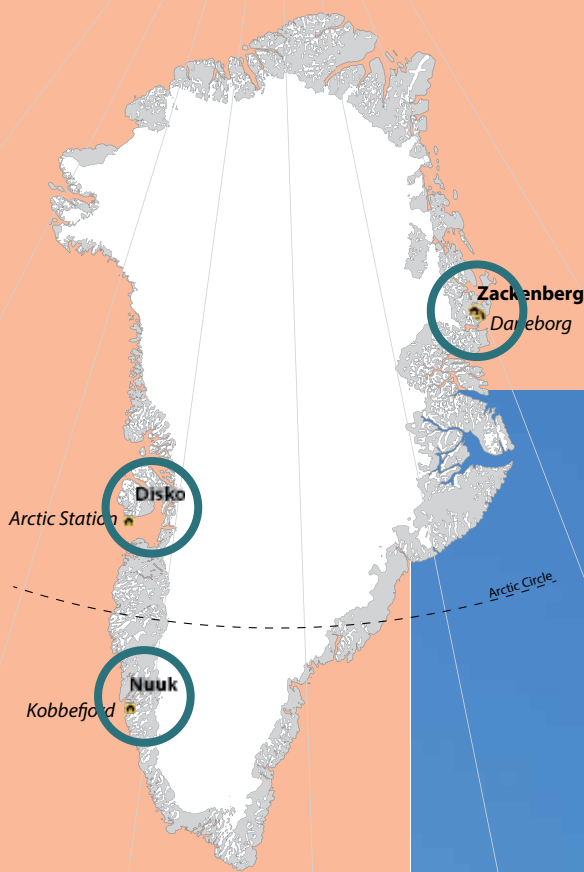 Zackenberg
Daneborg
Disko
Arctic Station
Arctic Circle
Nuuk
Kobbefjord